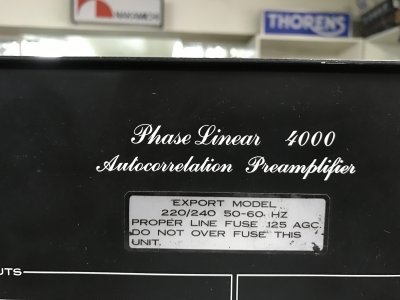 NAKAMICHI
THORENS
Phase Linear 4000
Autocorrelation Preamplifier
EXPORT MODEL
220/240 50-60 HZ
PROPER LINE FUSE .125 AGC.
DO NOT OVER FUSE THIS
UNIT.
UTS